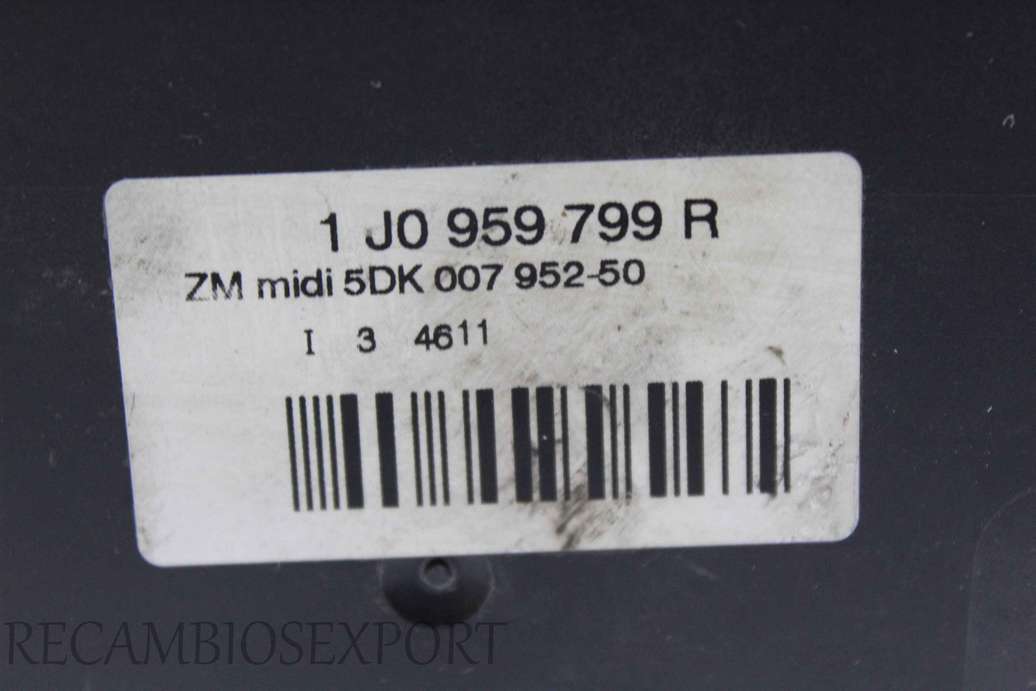 1 J0 959 799 R
ZM midi 5DK 007 952-50
I 3 4611
RECAMBIOSEXPORT